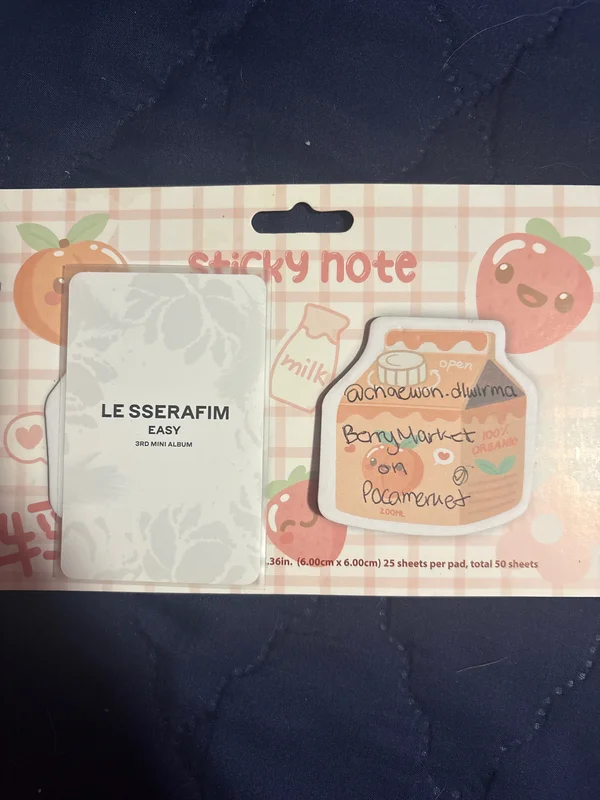 sticky note
milk
open
@chaewon.dlwlrma
BerryMarket
on
Pocamerket
100%
ORGANIC
200ML
LE SSERAFIM
EASY
3RD MINI ALBUM
.36in. (6.00cm x 6.00cm) 25 sheets per pad, total 50 sheets